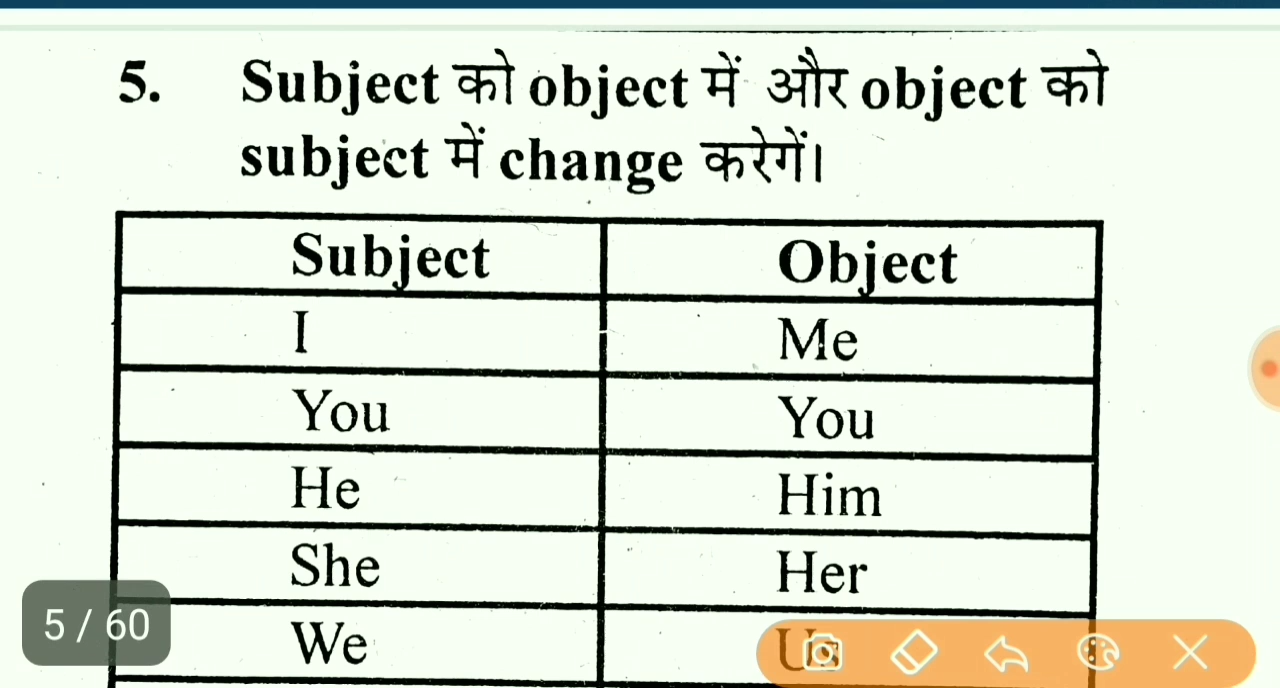 5. Subject को object में और object को
subject में change करेगें।
Subject Object
I Me
You You
He Him
She Her
We Us
5 / 60